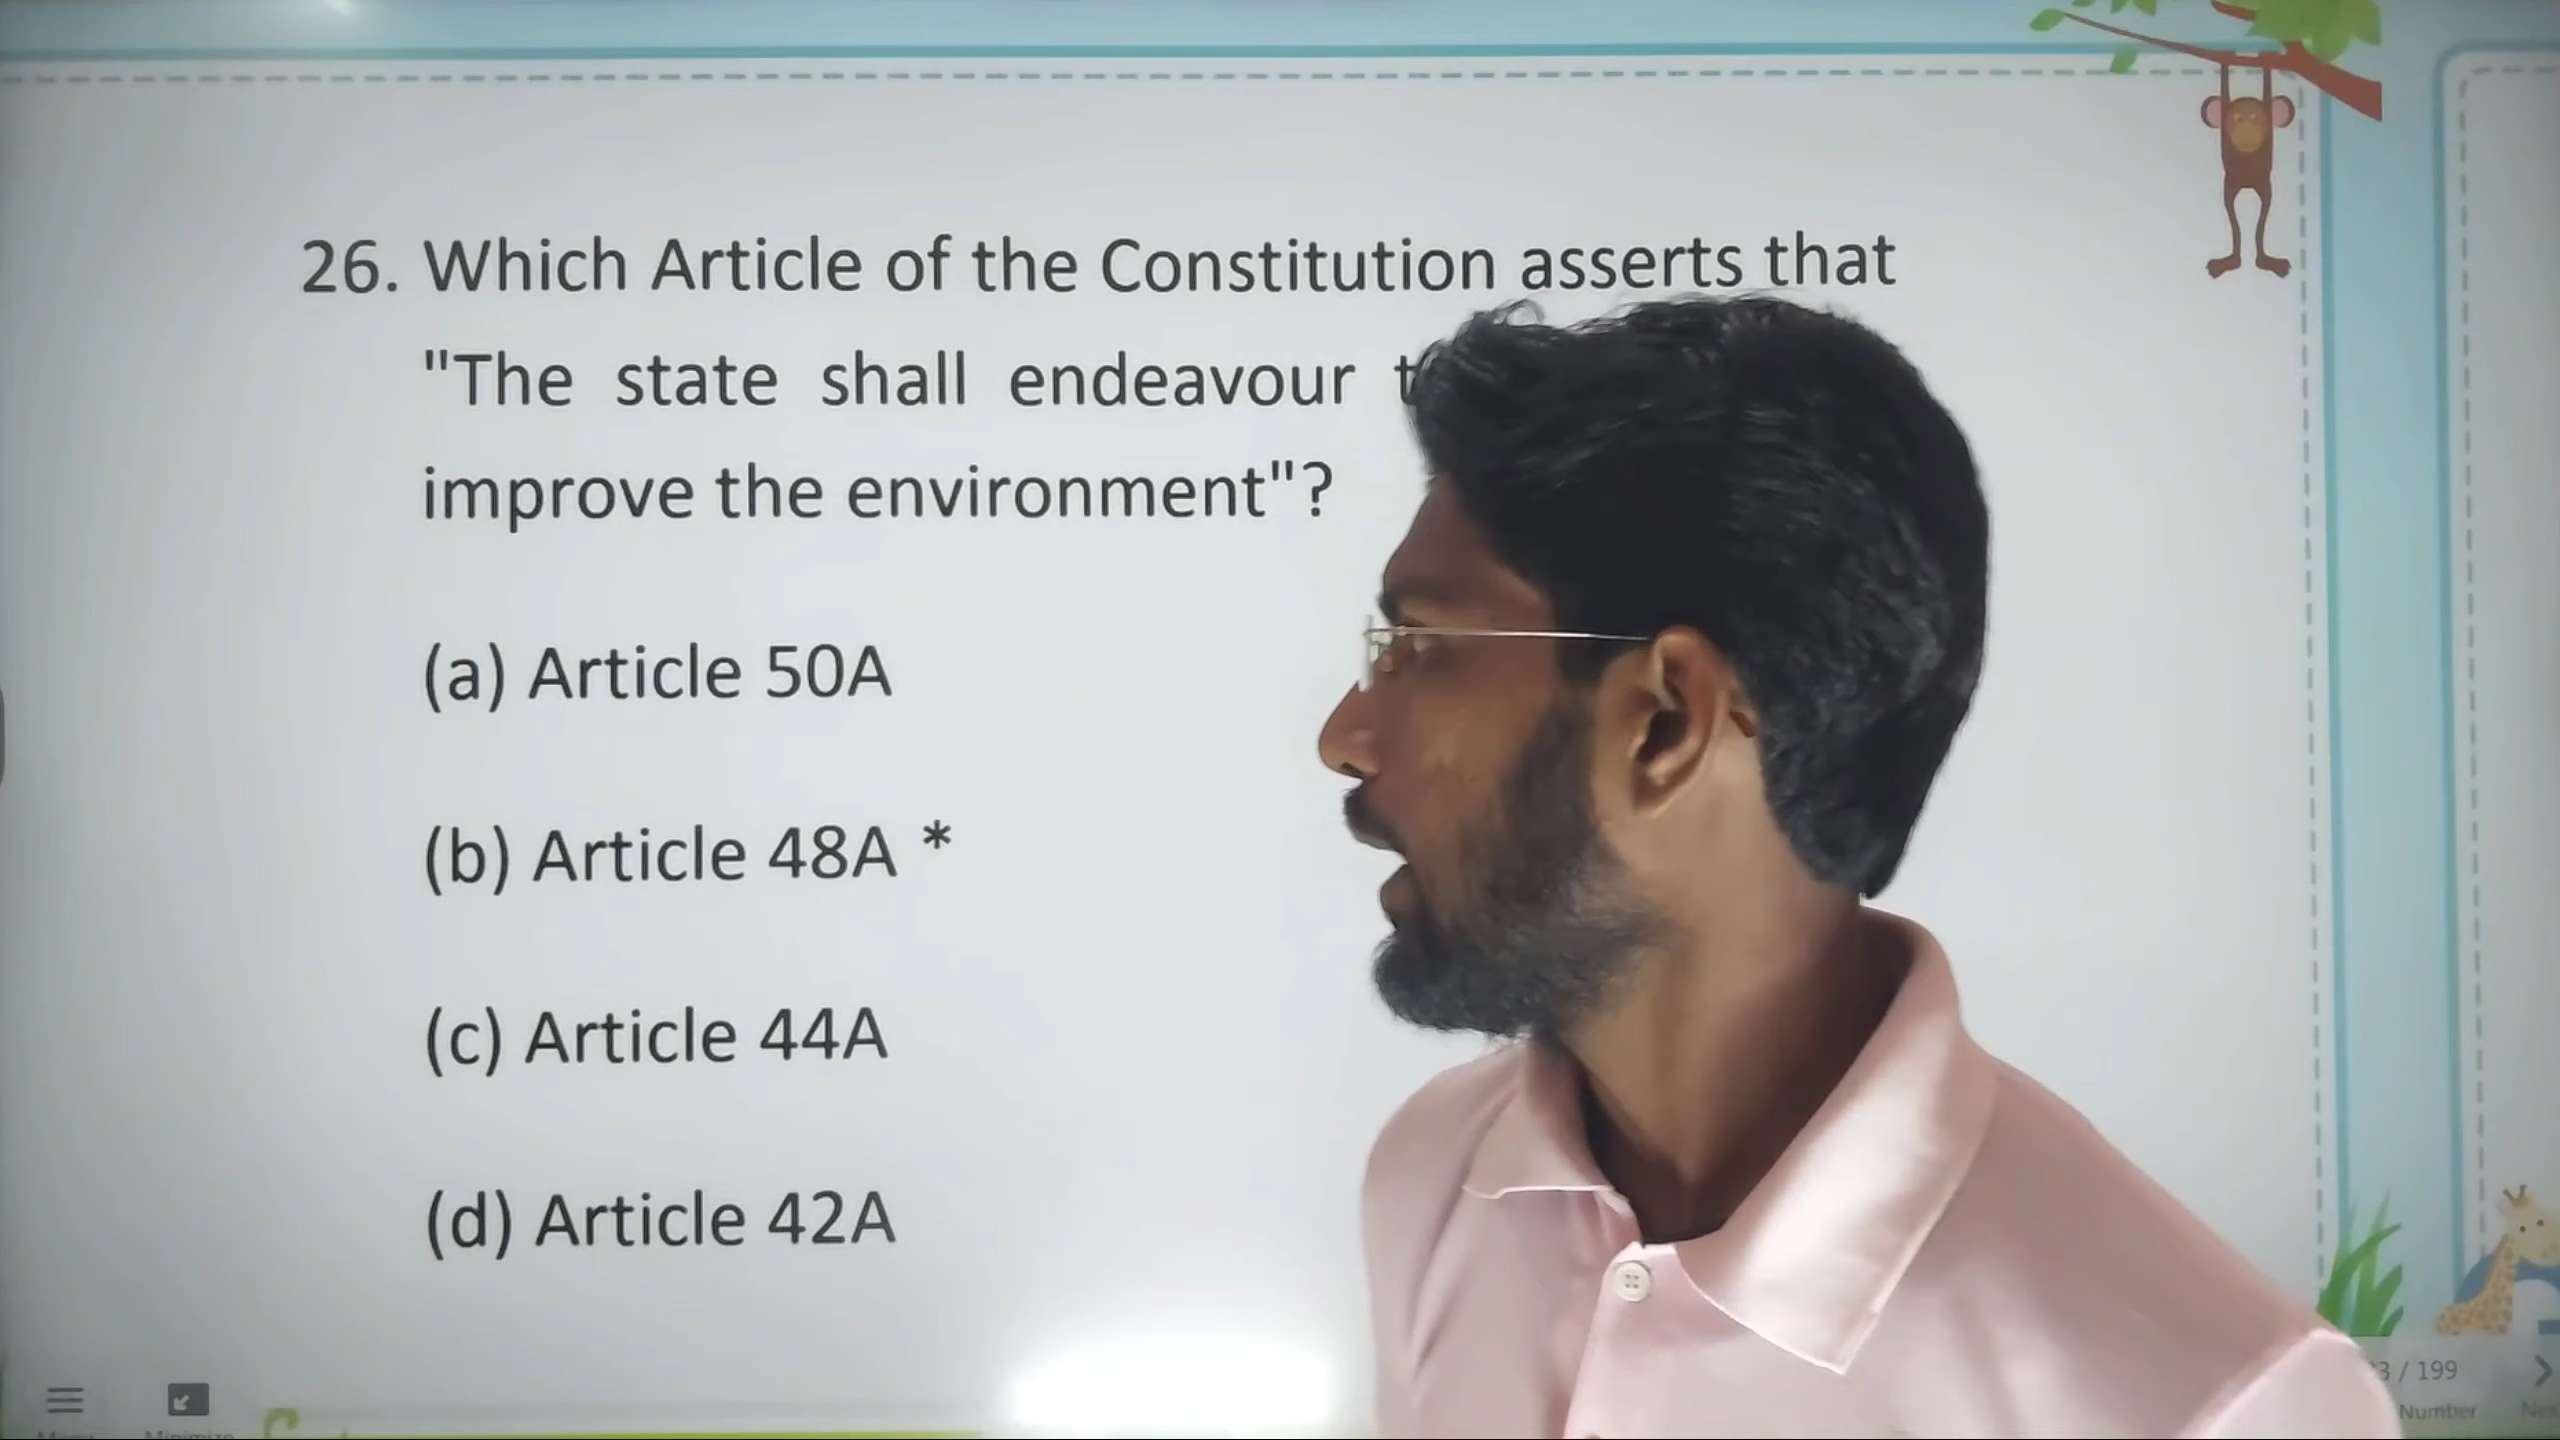 26. Which Article of the Constitution asserts that
"The state shall endeavour
improve the environment"?
(a) Article 50A
(b) Article 48A *
(c) Article 44A
(d) Article 42A
3 / 199
Number
Minimize